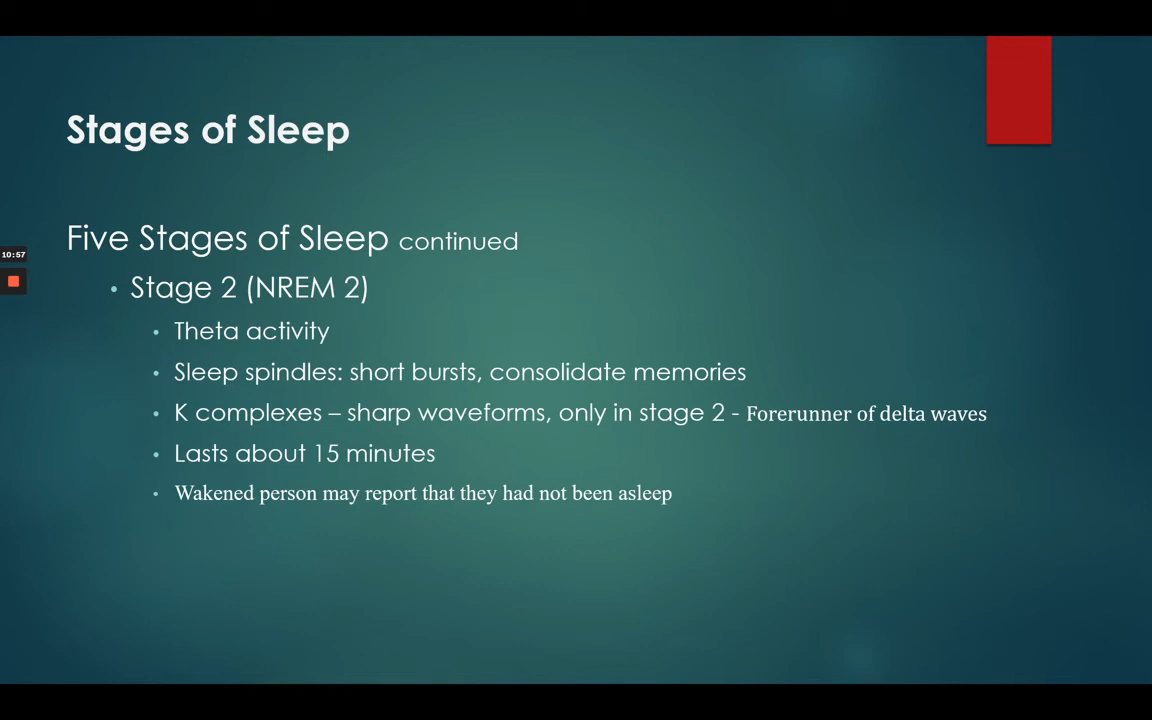 Stages of Sleep
Five Stages of Sleep continued
10:57
• Stage 2 (NREM 2)
• Theta activity
• Sleep spindles: short bursts, consolidate memories
• K complexes – sharp waveforms, only in stage 2 - Forerunner of delta waves
• Lasts about 15 minutes
• Wakened person may report that they had not been asleep